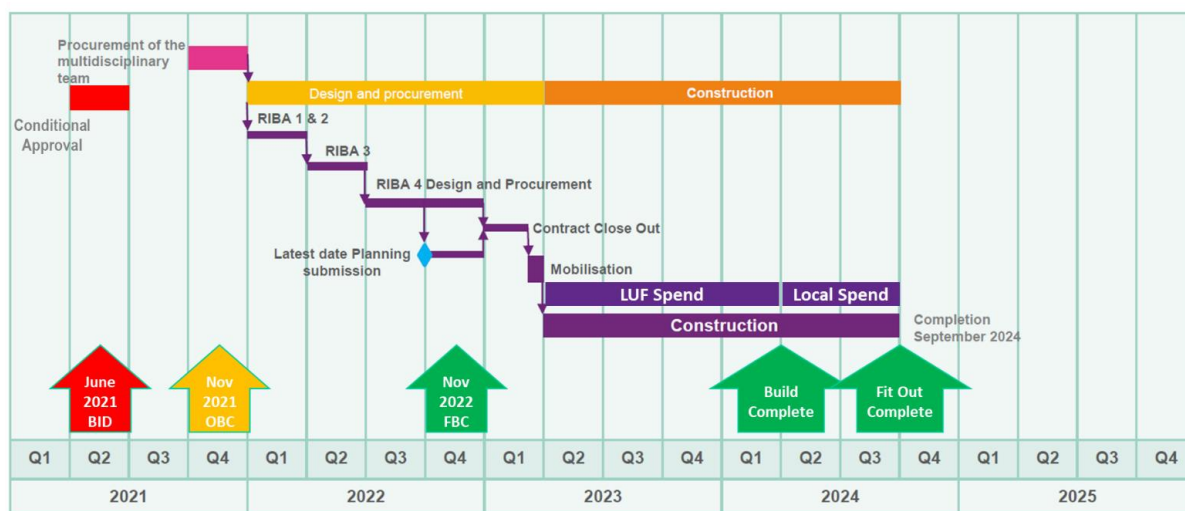 Procurement of the
multidisciplinary
team
Conditional
Approval
Design and procurement
Construction
RIBA 1 & 2
RIBA 3
RIBA 4 Design and Procurement
Contract Close Out
Latest date Planning
submission
Mobilisation
LUF Spend
Local Spend
Construction
Completion
September 2024
June
2021
BID
Nov
2021
OBC
Nov
2022
FBC
Build
Complete
Fit Out
Complete
Q1 Q2 Q3 Q4 Q1 Q2 Q3 Q4 Q1 Q2 Q3 Q4 Q1 Q2 Q3 Q4 Q1 Q2 Q3 Q4
2021 2022 2023 2024 2025